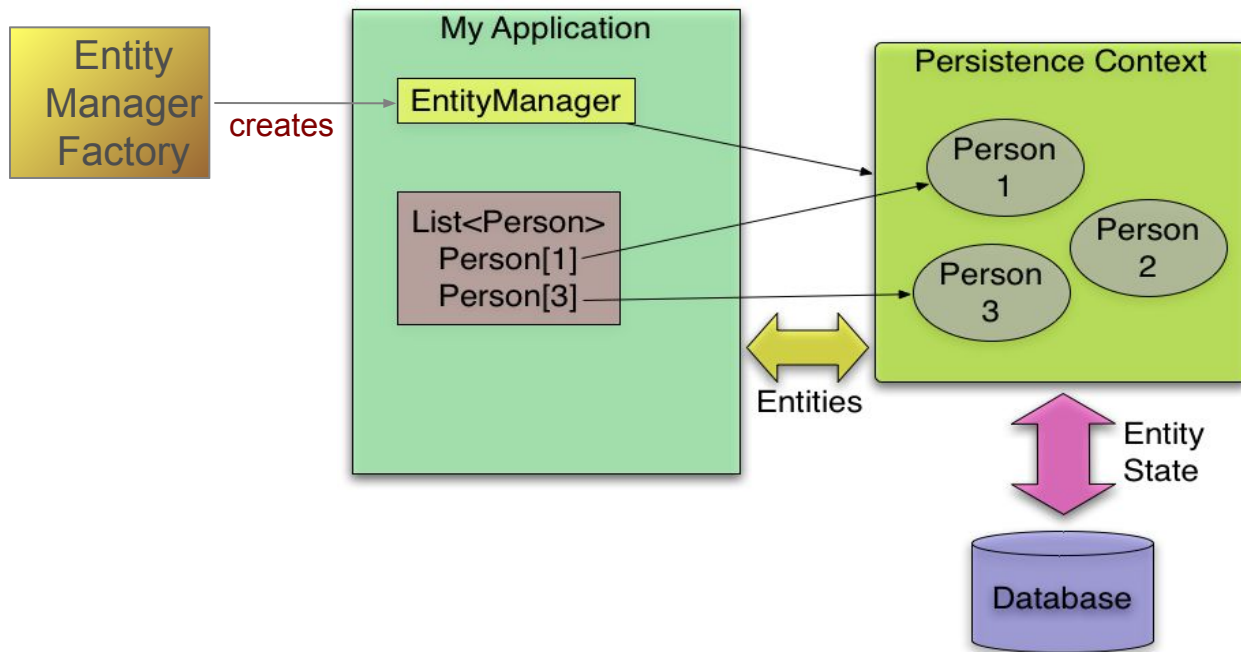 Entity
Manager
Factory
creates
My Application
EntityManager
List<Person>
Person[1]
Person[3]
Entities
Persistence Context
Person
1
Person
2
Person
3
Entity
State
Database